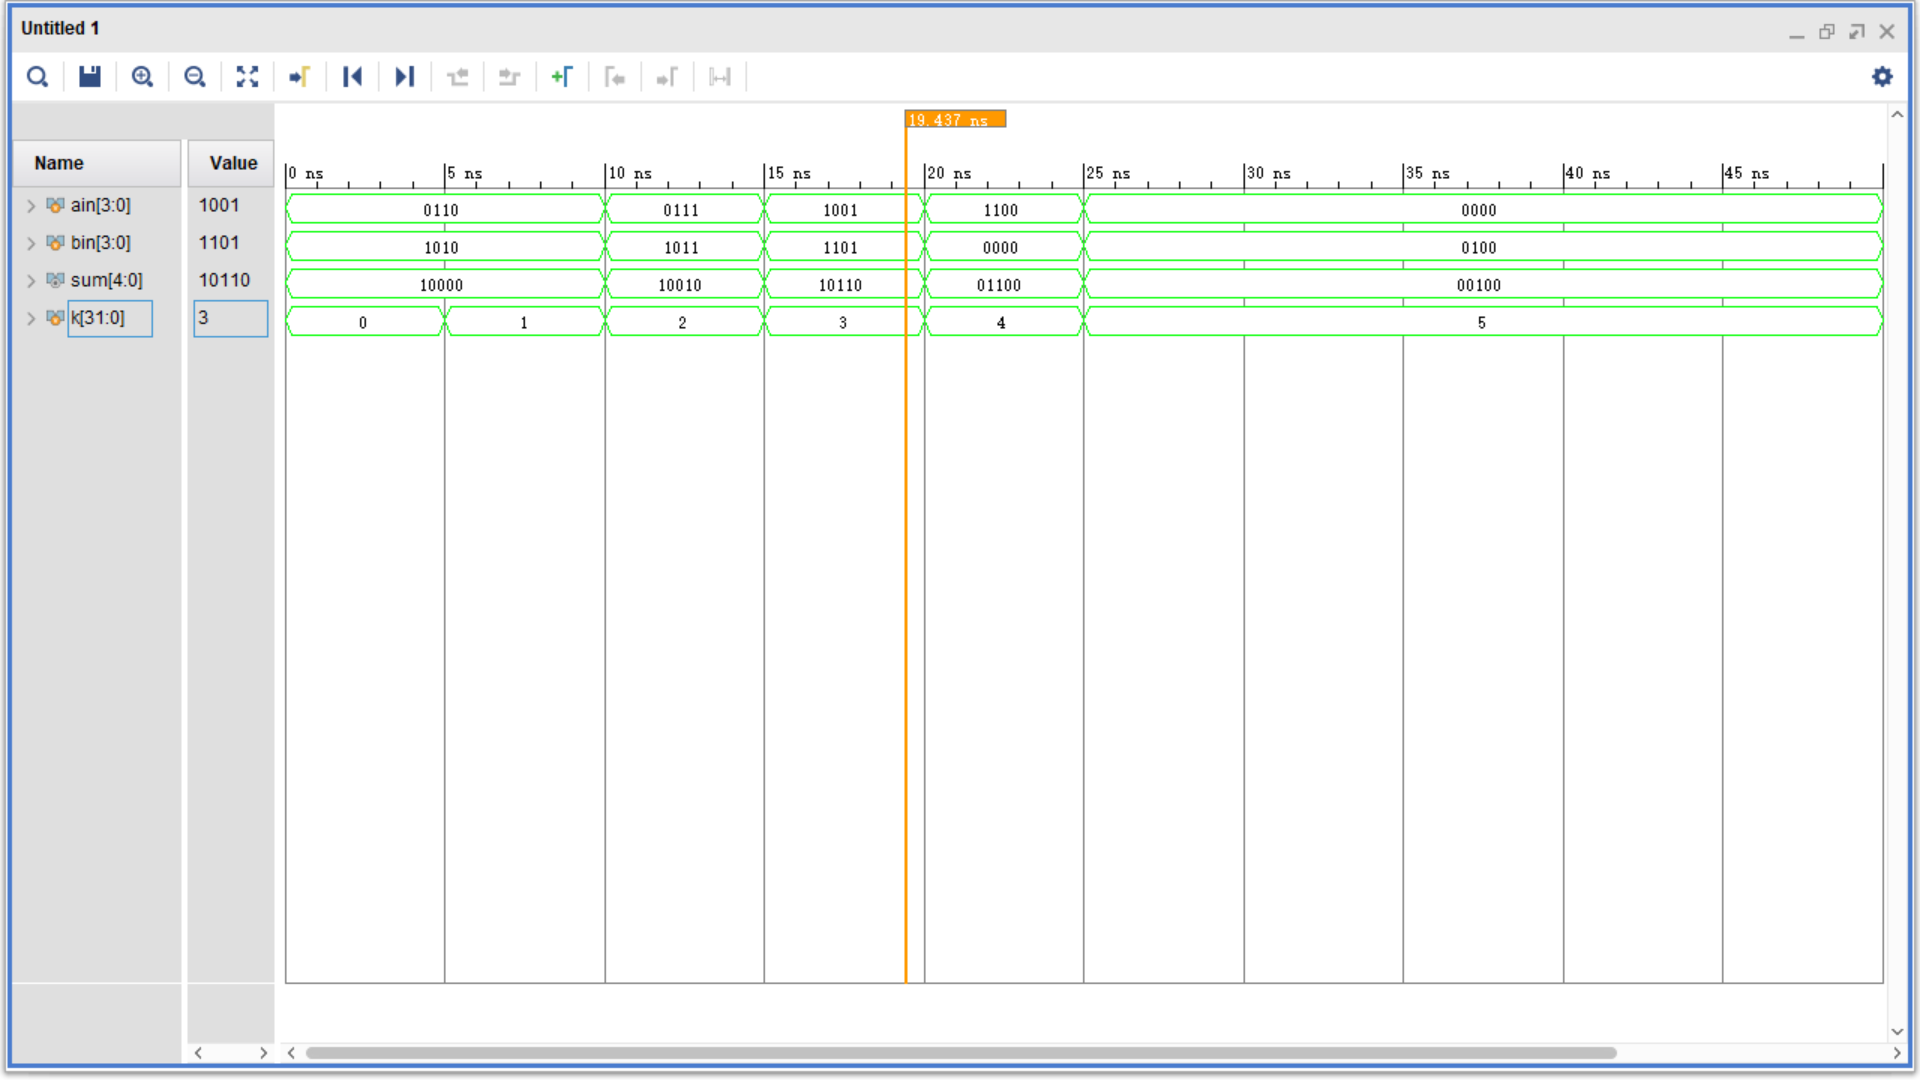 Untitled 1
19.437 ns
Name Value
0 ns 5 ns 10 ns 15 ns 20 ns 25 ns 30 ns 35 ns 40 ns 45 ns
ain[3:0] 1001 0110 0111 1001 1100 0000
bin[3:0] 1101 1010 1011 1101 0000 0100
sum[4:0] 10110 10000 10010 10110 01100 00100
k[31:0] 3 0 1 2 3 4 5